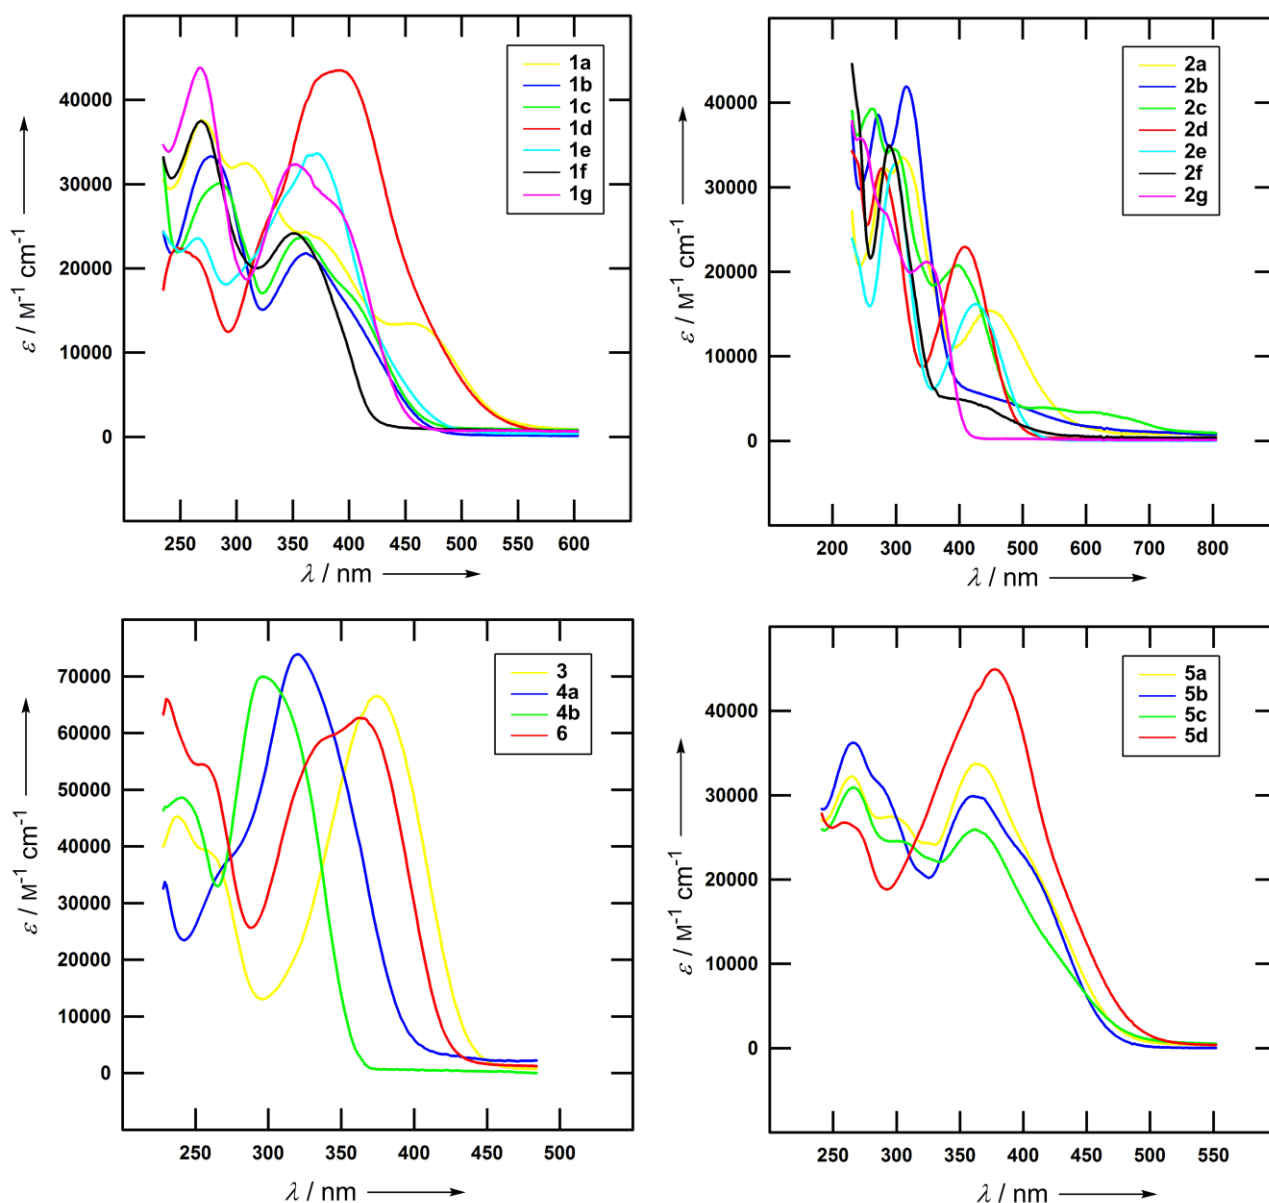 40000
30000
20000
10000
0
ε / M⁻¹ cm⁻¹
1a
1b
1c
1d
1e
1f
1g
250 300 350 400 450 500 550 600
λ / nm
40000
30000
20000
10000
0
ε / M⁻¹ cm⁻¹
2a
2b
2c
2d
2e
2f
2g
200 300 400 500 600 700 800
λ / nm
70000
60000
50000
40000
30000
20000
10000
0
ε / M⁻¹ cm⁻¹
3
4a
4b
6
250 300 350 400 450 500
λ / nm
40000
30000
20000
10000
0
ε / M⁻¹ cm⁻¹
5a
5b
5c
5d
250 300 350 400 450 500 550
λ / nm